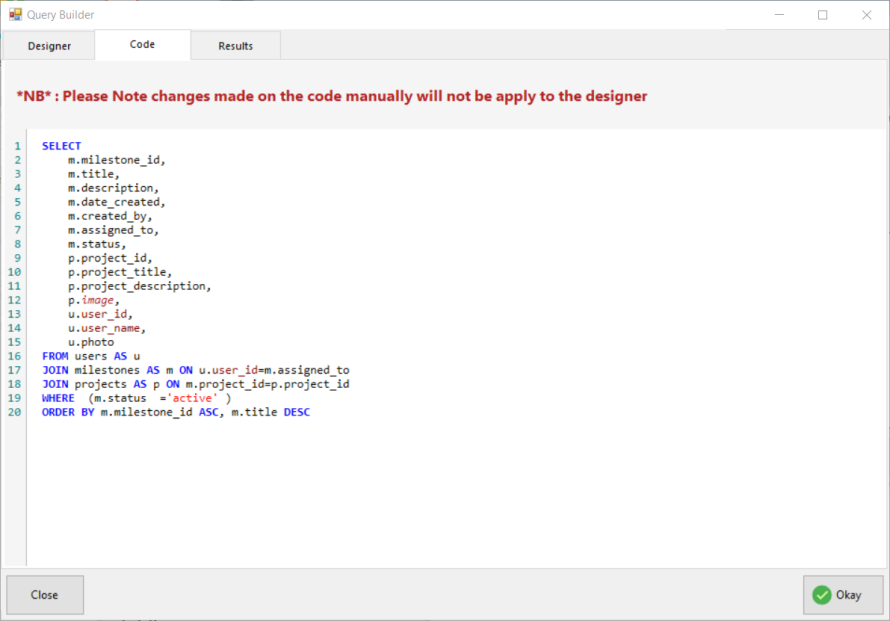 Query Builder
Designer Code Results
*NB* : Please Note changes made on the code manually will not be apply to the designer
1 SELECT
2 m.milestone_id,
3 m.title,
4 m.description,
5 m.date_created,
6 m.created_by,
7 m.assigned_to,
8 m.status,
9 p.project_id,
10 p.project_title,
11 p.project_description,
12 p.image,
13 u.user_id,
14 u.user_name,
15 u.photo
16 FROM users AS u
17 JOIN milestones AS m ON u.user_id=m.assigned_to
18 JOIN projects AS p ON m.project_id=p.project_id
19 WHERE  (m.status  ='active' )
20 ORDER BY m.milestone_id ASC, m.title DESC
Close Okay